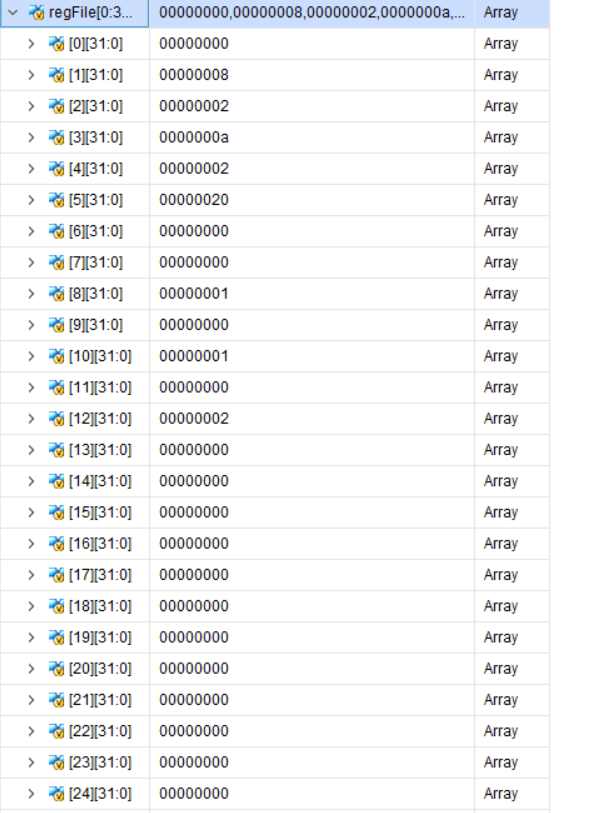 regFile[0:3... 00000000,00000008,00000002,0000000a,... Array
[0][31:0] 00000000 Array
[1][31:0] 00000008 Array
[2][31:0] 00000002 Array
[3][31:0] 0000000a Array
[4][31:0] 00000002 Array
[5][31:0] 00000020 Array
[6][31:0] 00000000 Array
[7][31:0] 00000000 Array
[8][31:0] 00000001 Array
[9][31:0] 00000000 Array
[10][31:0] 00000001 Array
[11][31:0] 00000000 Array
[12][31:0] 00000002 Array
[13][31:0] 00000000 Array
[14][31:0] 00000000 Array
[15][31:0] 00000000 Array
[16][31:0] 00000000 Array
[17][31:0] 00000000 Array
[18][31:0] 00000000 Array
[19][31:0] 00000000 Array
[20][31:0] 00000000 Array
[21][31:0] 00000000 Array
[22][31:0] 00000000 Array
[23][31:0] 00000000 Array
[24][31:0] 00000000 Array